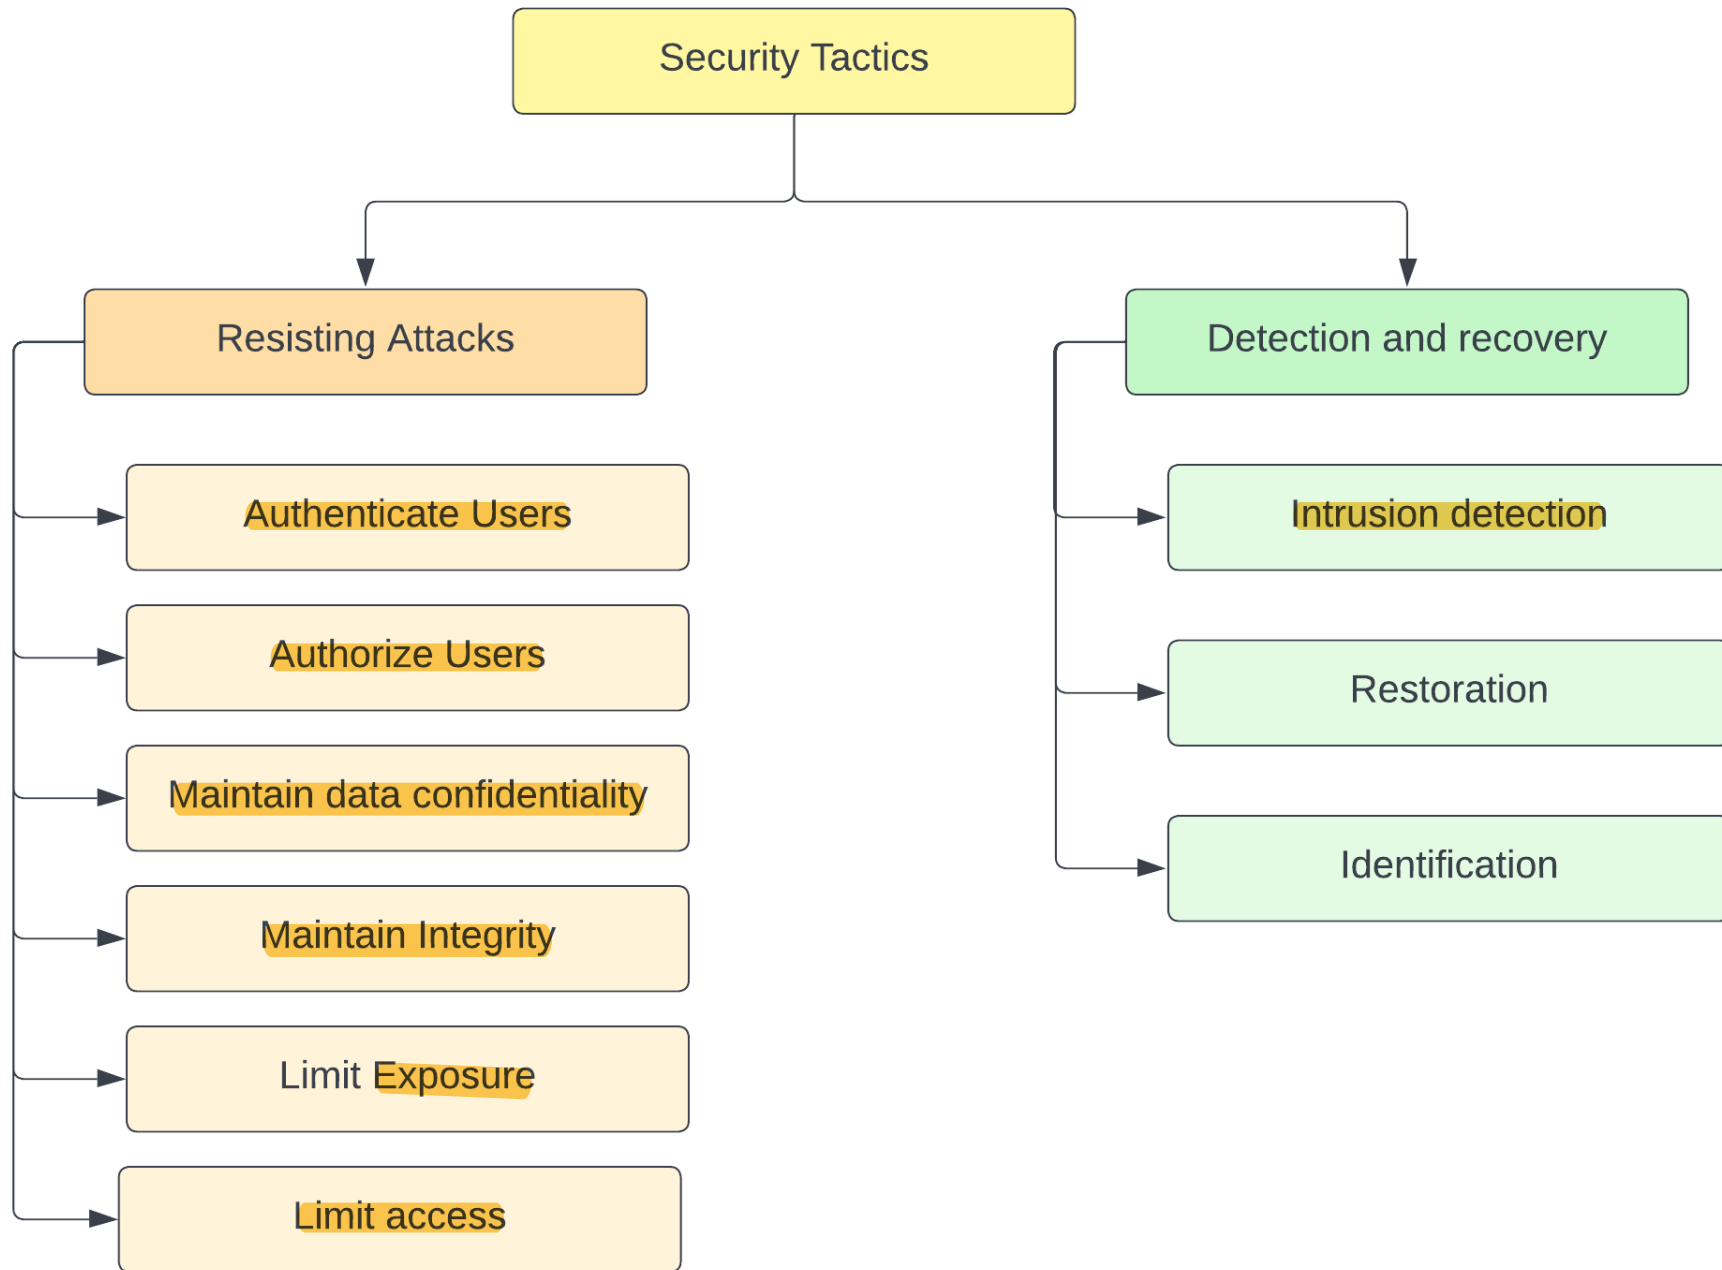 Security Tactics
Resisting Attacks
Authenticate Users
Authorize Users
Maintain data confidentiality
Maintain Integrity
Limit Exposure
Limit access
Detection and recovery
Intrusion detection
Restoration
Identification